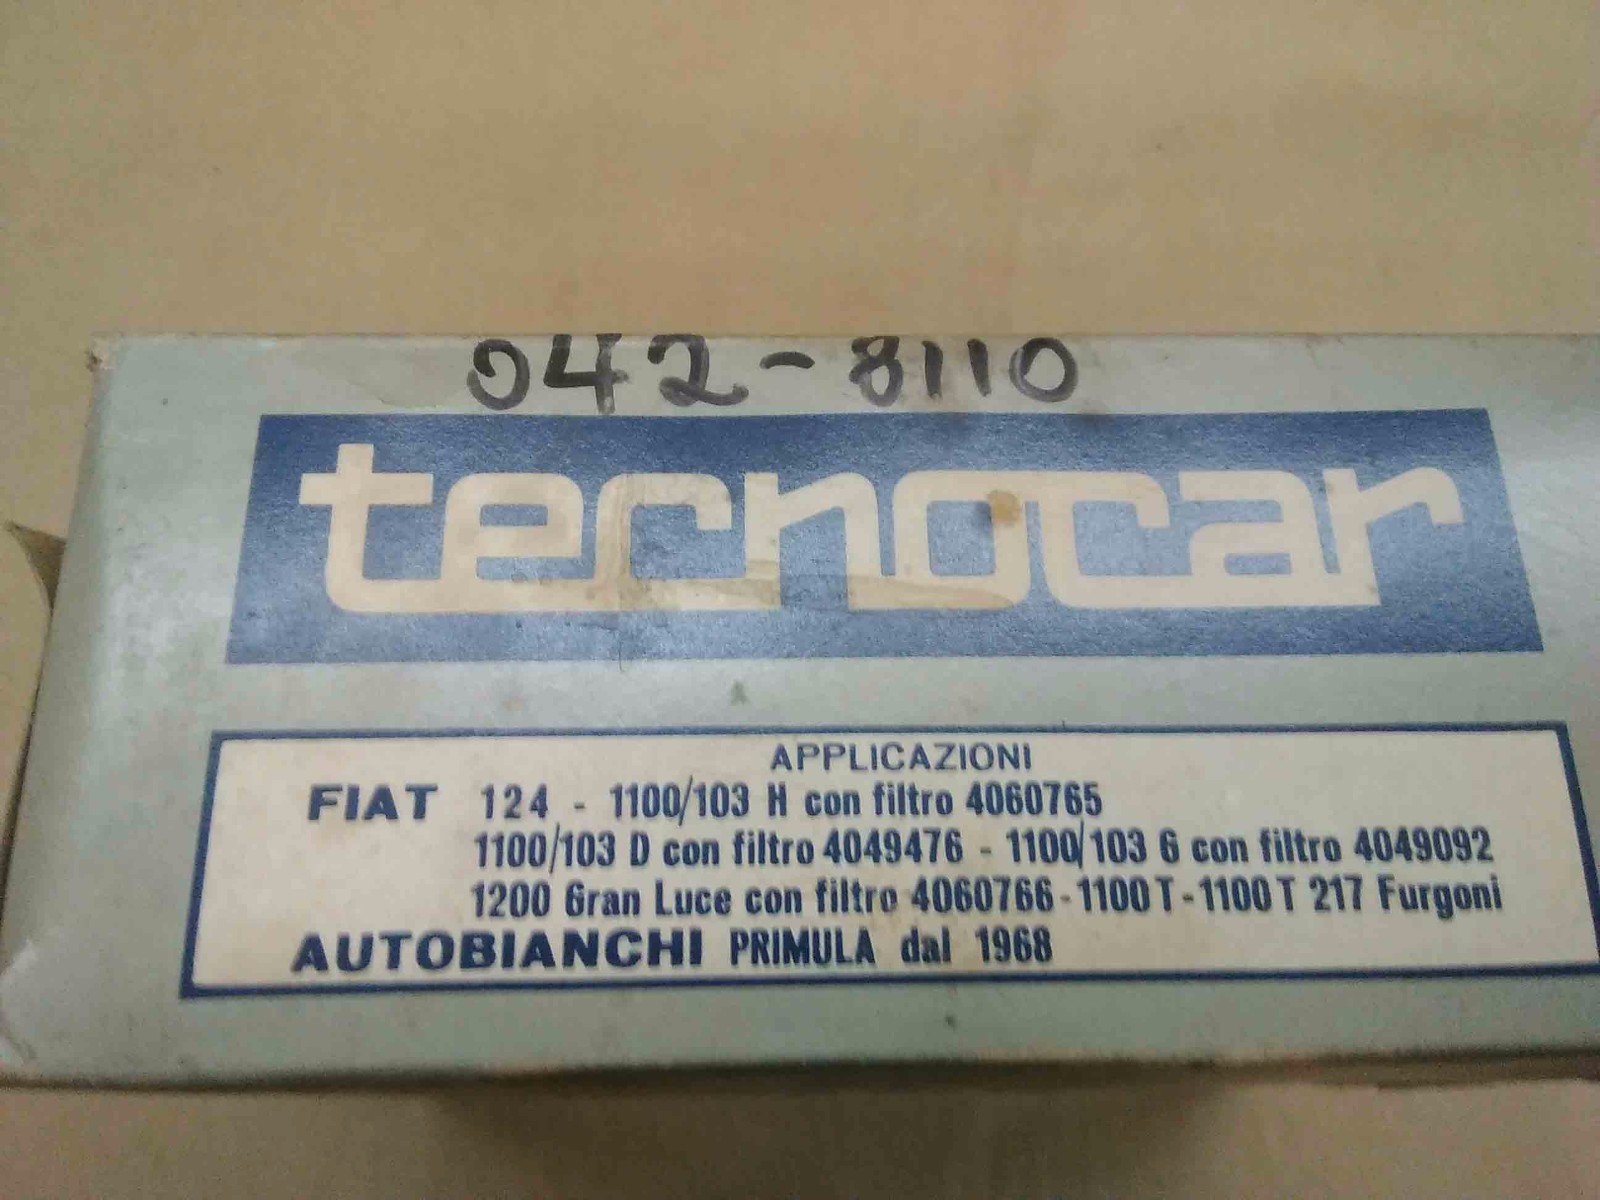 042-8110
tecnocar
APPLICAZIONI
FIAT 124 - 1100/103 H con filtro 4060765
1100/103 D con filtro 4049476 - 1100/103 G con filtro 4049092
1200 Gran Luce con filtro 4060766 - 1100 T - 1100 T 217 Furgoni
AUTOBIANCHI PRIMULA dal 1968